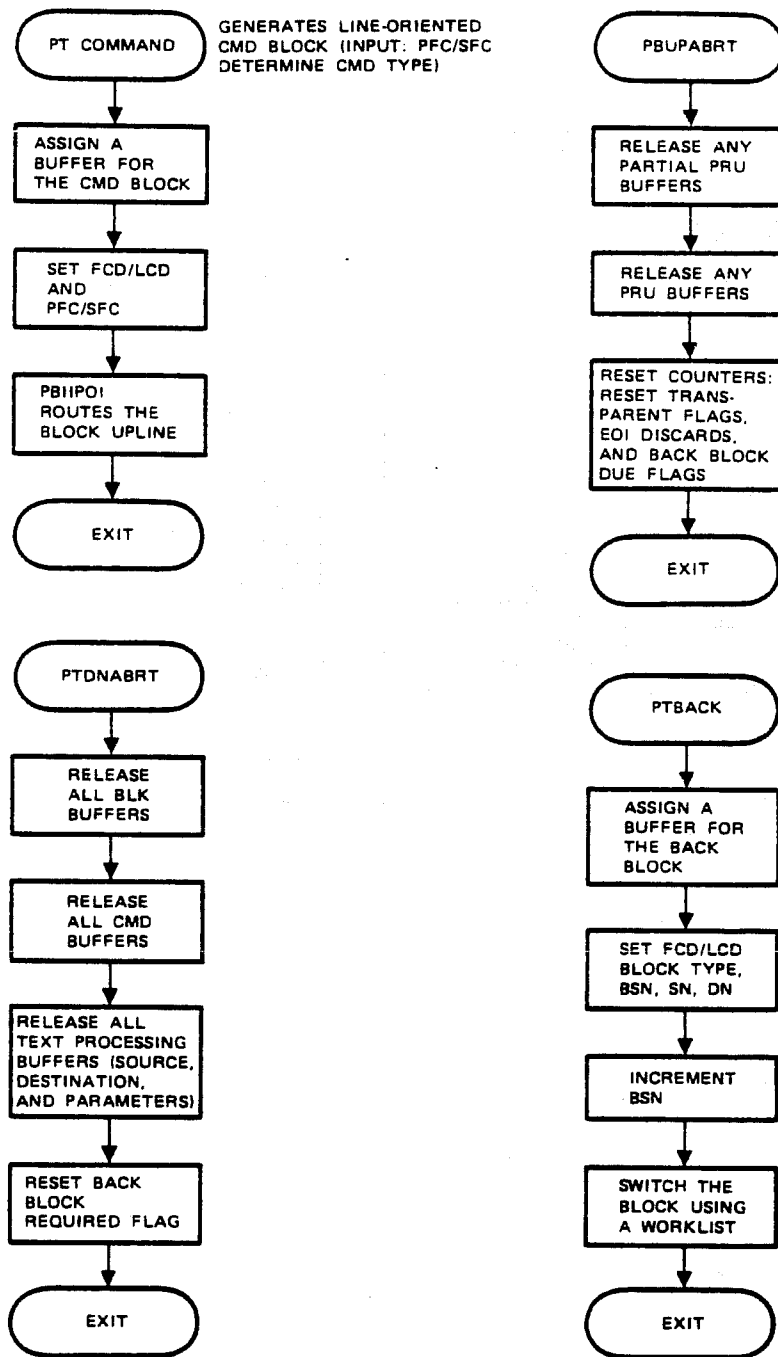 PT COMMAND
GENERATES LINE-ORIENTED
CMD BLOCK (INPUT: PFC/SFC
DETERMINE CMD TYPE)
ASSIGN A
BUFFER FOR
THE CMD BLOCK
SET FCD/LCD
AND
PFC/SFC
PBIIPOI
ROUTES THE
BLOCK UPLINE
EXIT
PBUPABRT
RELEASE ANY
PARTIAL PRU
BUFFERS
RELEASE ANY
PRU BUFFERS
RESET COUNTERS:
RESET TRANS-
PARENT FLAGS,
EOI DISCARDS,
AND BACK BLOCK
DUE FLAGS
EXIT
PTDNABRT
RELEASE
ALL BLK
BUFFERS
RELEASE
ALL CMD
BUFFERS
RELEASE ALL
TEXT PROCESSING
BUFFERS (SOURCE,
DESTINATION,
AND PARAMETERS)
RESET BACK
BLOCK
REQUIRED FLAG
EXIT
PTBACK
ASSIGN A
BUFFER FOR
THE BACK
BLOCK
SET FCD/LCD
BLOCK TYPE,
BSN, SN, DN
INCREMENT
BSN
SWITCH THE
BLOCK USING
A WORKLIST
EXIT